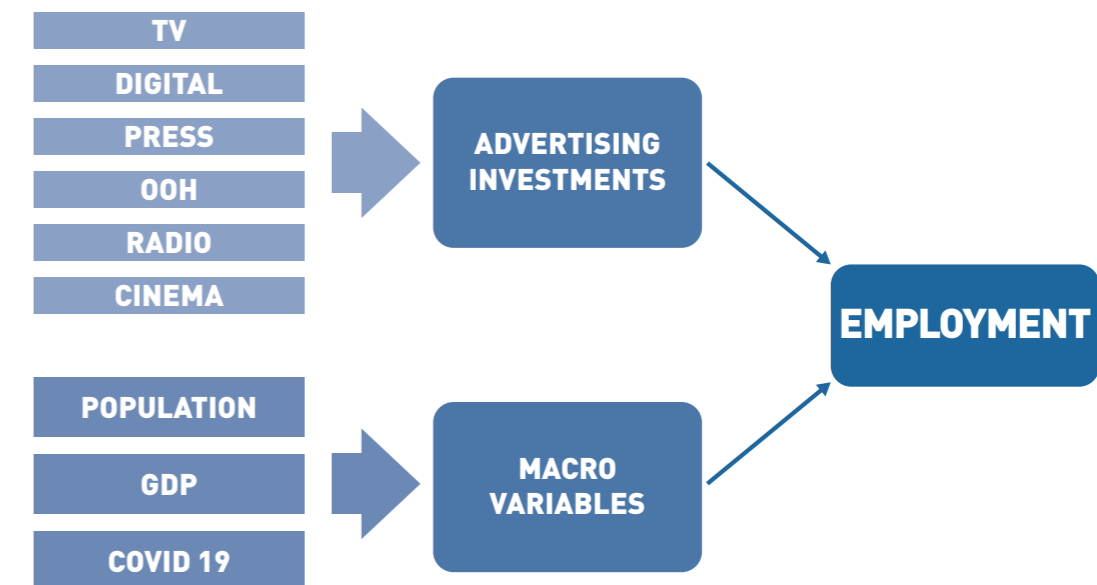 TV
DIGITAL
PRESS
OOH
RADIO
CINEMA
ADVERTISING
INVESTMENTS
EMPLOYMENT
POPULATION
GDP
COVID 19
MACRO
VARIABLES